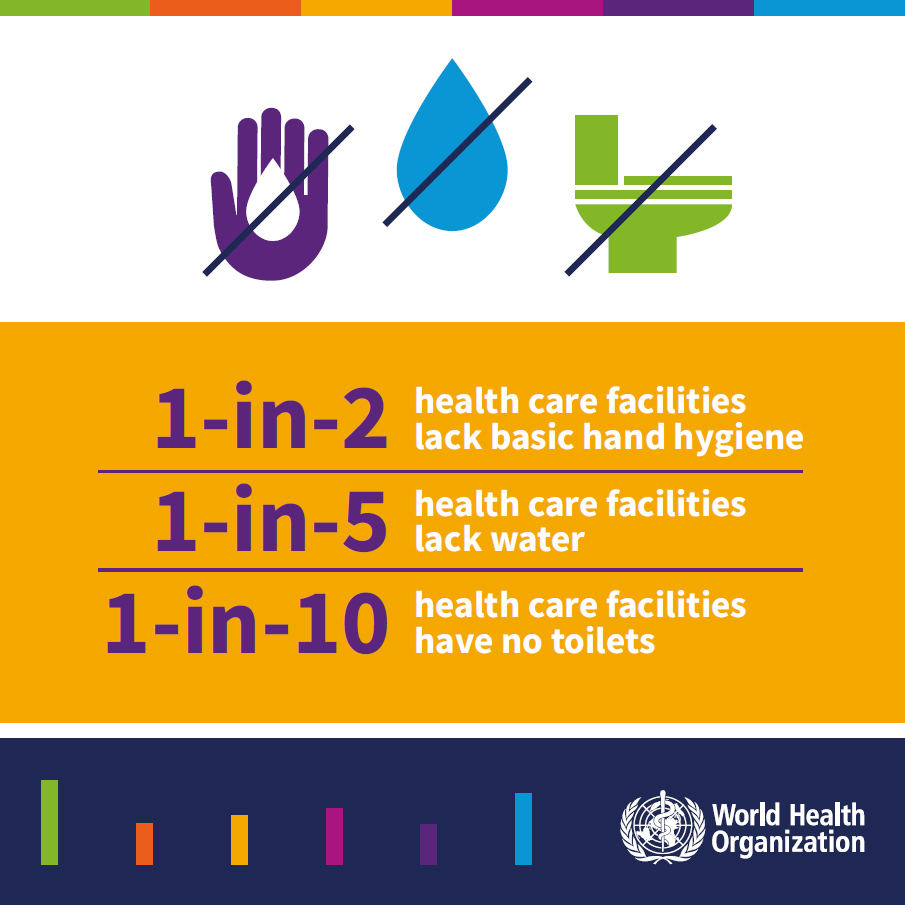 1-in-2
health care facilities
lack basic hand hygiene
1-in-5
health care facilities
lack water
1-in-10
health care facilities
have no toilets
World Health
Organization